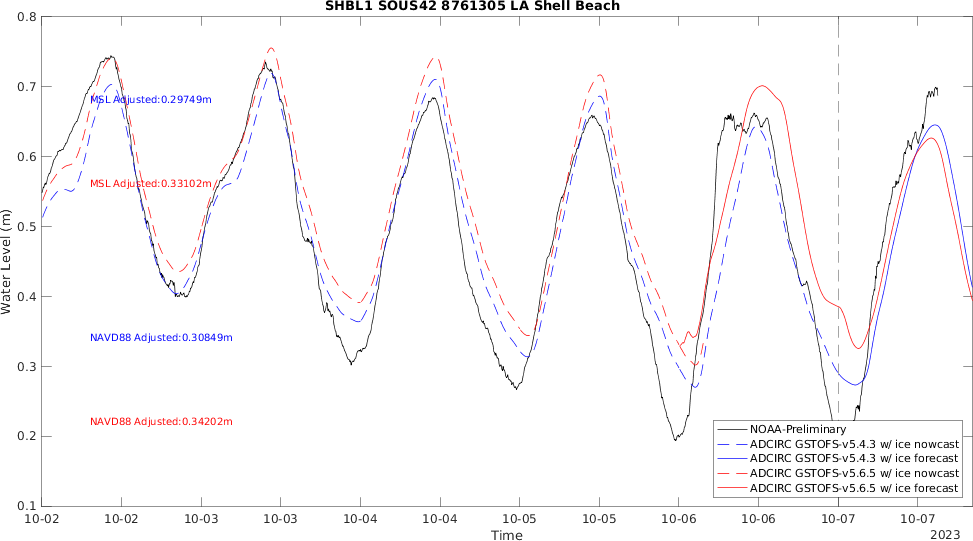 SHBL1 SOUS42 8761305 LA Shell Beach
0.8
0.7
0.6
0.5
0.4
0.3
0.2
0.1
Water Level (m)
MSL Adjusted:0.29749m
MSL Adjusted:0.33102m
NAVD88 Adjusted:0.30849m
NAVD88 Adjusted:0.34202m
NOAA-Preliminary
ADCIRC GSTOFS-v5.4.3 w/ ice nowcast
ADCIRC GSTOFS-v5.4.3 w/ ice forecast
ADCIRC GSTOFS-v5.6.5 w/ ice nowcast
ADCIRC GSTOFS-v5.6.5 w/ ice forecast
10-02 10-02 10-03 10-03 10-04 10-04 10-05 10-05 10-06 10-06 10-07 10-07
Time
2023